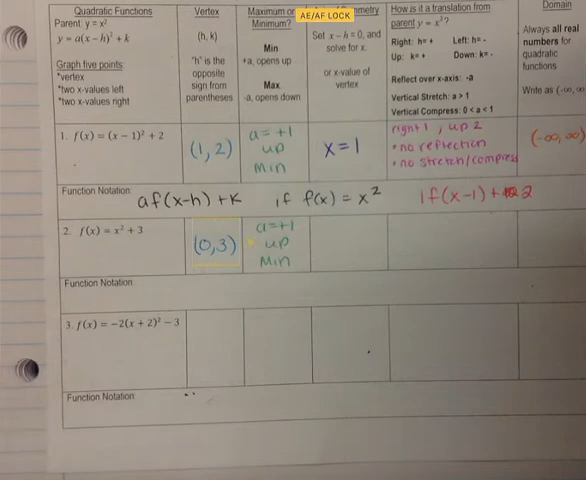 Quadratic Functions
Parent: y = x²
y = a(x − h)² + k
Graph five points:
*vertex
*two x-values left
*two x-values right
Vertex
(h, k)
"h" is the
opposite
sign from
parentheses
Maximum or
Minimum?
Min
+a, opens up
Max
-a, opens down
AE/AF LOCK
Set x − h = 0, and
solve for x.
or x-value of
vertex
How is it a translation from
parent y = x²?
Right: h= + Left: h= -
Up: k= + Down: k= -
Reflect over x-axis: -a
Vertical Stretch: a > 1
Vertical Compress: 0 < a < 1
Domain
Always all real
numbers for
quadratic
functions
Write as (-∞, ∞)
1. f(x) = (x − 1)² + 2
(1, 2)
a = +1
up
Min
x = 1
right 1, up 2
• no reflection
• no stretch/compress
(-∞, ∞)
Function Notation: af(x-h)+k if f(x) = x² 1f(x-1)+2
2. f(x) = x² + 3
(0,3)
a=+1
up
Min
Function Notation:
3. f(x) = −2(x + 2)² − 3
Function Notation: